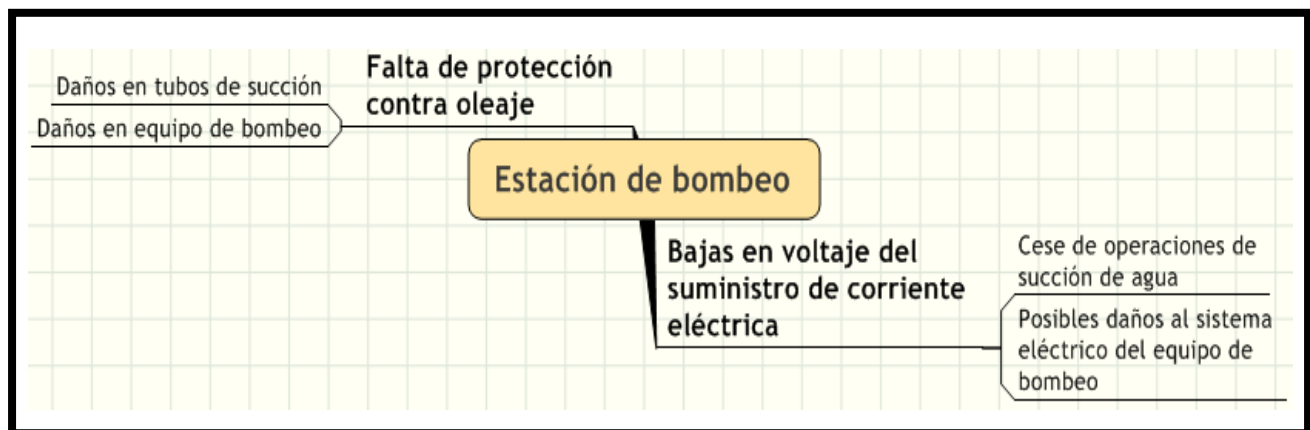 Falta de protección
contra oleaje
Daños en tubos de succión
Daños en equipo de bombeo
Estación de bombeo
Bajas en voltaje del
suministro de corriente
eléctrica
Cese de operaciones de
succión de agua
Posibles daños al sistema
eléctrico del equipo de
bombeo